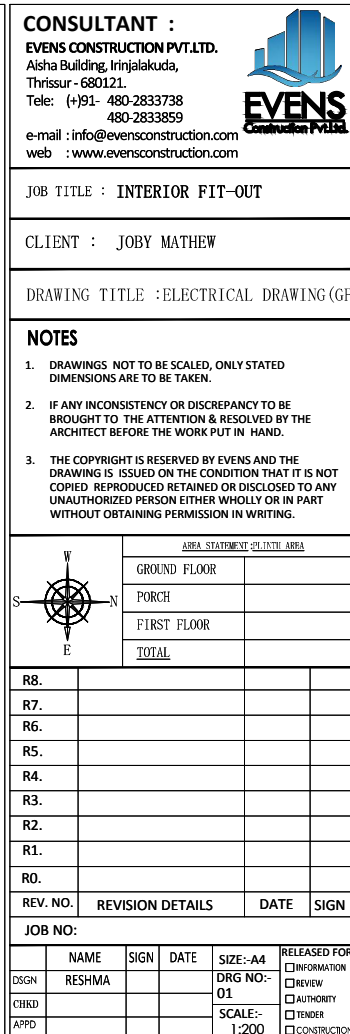 CONSULTANT :
EVENS CONSTRUCTION PVT.LTD.
Aisha Building, Irinjalakuda,
Thrissur - 680121.
Tele: (+)91- 480-2833738
480-2833859
e-mail : info@evensconstruction.com
web : www.evensconstruction.com
EVENS
Construction Pvt.Ltd.
JOB TITLE : INTERIOR FIT-OUT
CLIENT : JOBY MATHEW
DRAWING TITLE :ELECTRICAL DRAWING(GF
NOTES
1. DRAWINGS NOT TO BE SCALED, ONLY STATED
DIMENSIONS ARE TO BE TAKEN.
2. IF ANY INCONSISTENCY OR DISCREPANCY TO BE
BROUGHT TO THE ATTENTION & RESOLVED BY THE
ARCHITECT BEFORE THE WORK PUT IN HAND.
3. THE COPYRIGHT IS RESERVED BY EVENS AND THE
DRAWING IS ISSUED ON THE CONDITION THAT IT IS NOT
COPIED REPRODUCED RETAINED OR DISCLOSED TO ANY
UNAUTHORIZED PERSON EITHER WHOLLY OR IN PART
WITHOUT OBTAINING PERMISSION IN WRITING.
W
S N
E
AREA STATEMENT :PLINTH AREA
GROUND FLOOR
PORCH
FIRST FLOOR
TOTAL
R8.
R7.
R6.
R5.
R4.
R3.
R2.
R1.
R0.
REV. NO. REVISION DETAILS DATE SIGN
JOB NO:
NAME SIGN DATE
DSGN RESHMA
CHKD
APPD
SIZE:-A4
DRG NO:-
01
SCALE:-
1:200
RELEASED FOR
INFORMATION
REVIEW
AUTHORITY
TENDER
CONSTRUCTION